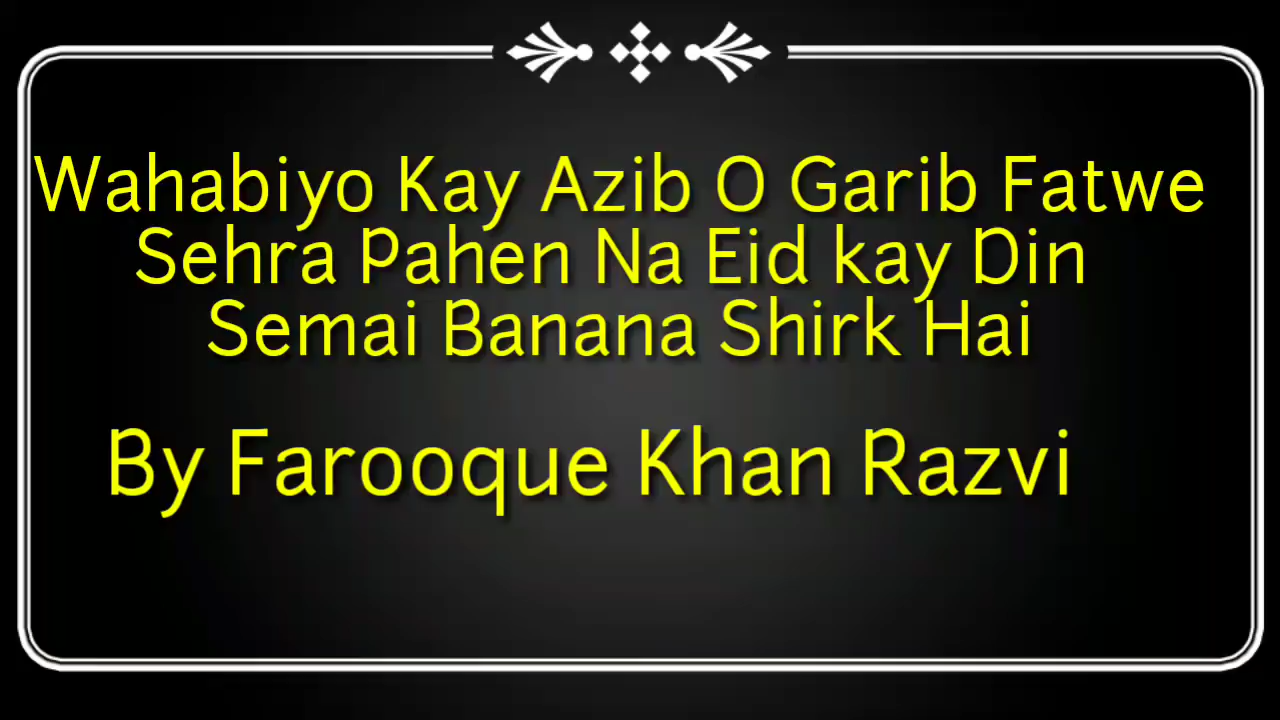 Wahabiyo Kay Azib O Garib Fatwe
Sehra Pahen Na Eid kay Din
Semai Banana Shirk Hai
By Farooque Khan Razvi